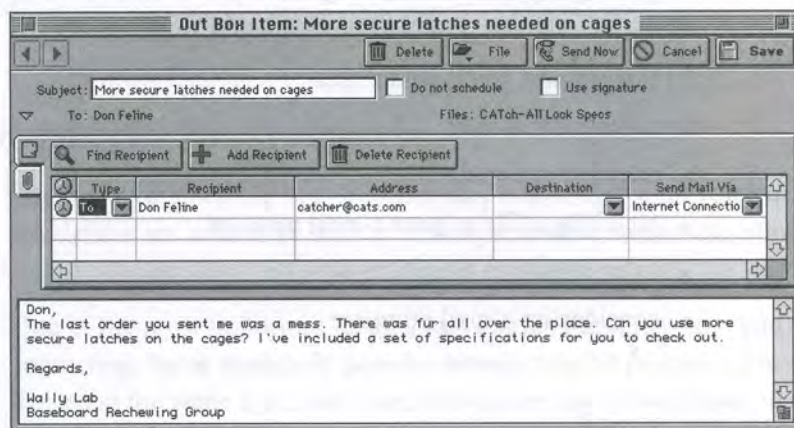 Out Box Item: More secure latches needed on cages
Delete File Send Now Cancel Save
Subject: More secure latches needed on cages Do not schedule Use signature
To: Don Feline Files: CATch-All Lock Specs
Find Recipient Add Recipient Delete Recipient
Type Recipient Address Destination Send Mail Via
To Don Feline catcher@cats.com Internet Connectio
Don,
The last order you sent me was a mess. There was fur all over the place. Can you use more
secure latches on the cages? I've included a set of specifications for you to check out.
Regards,
Wally Lab
Baseboard Rechewing Group